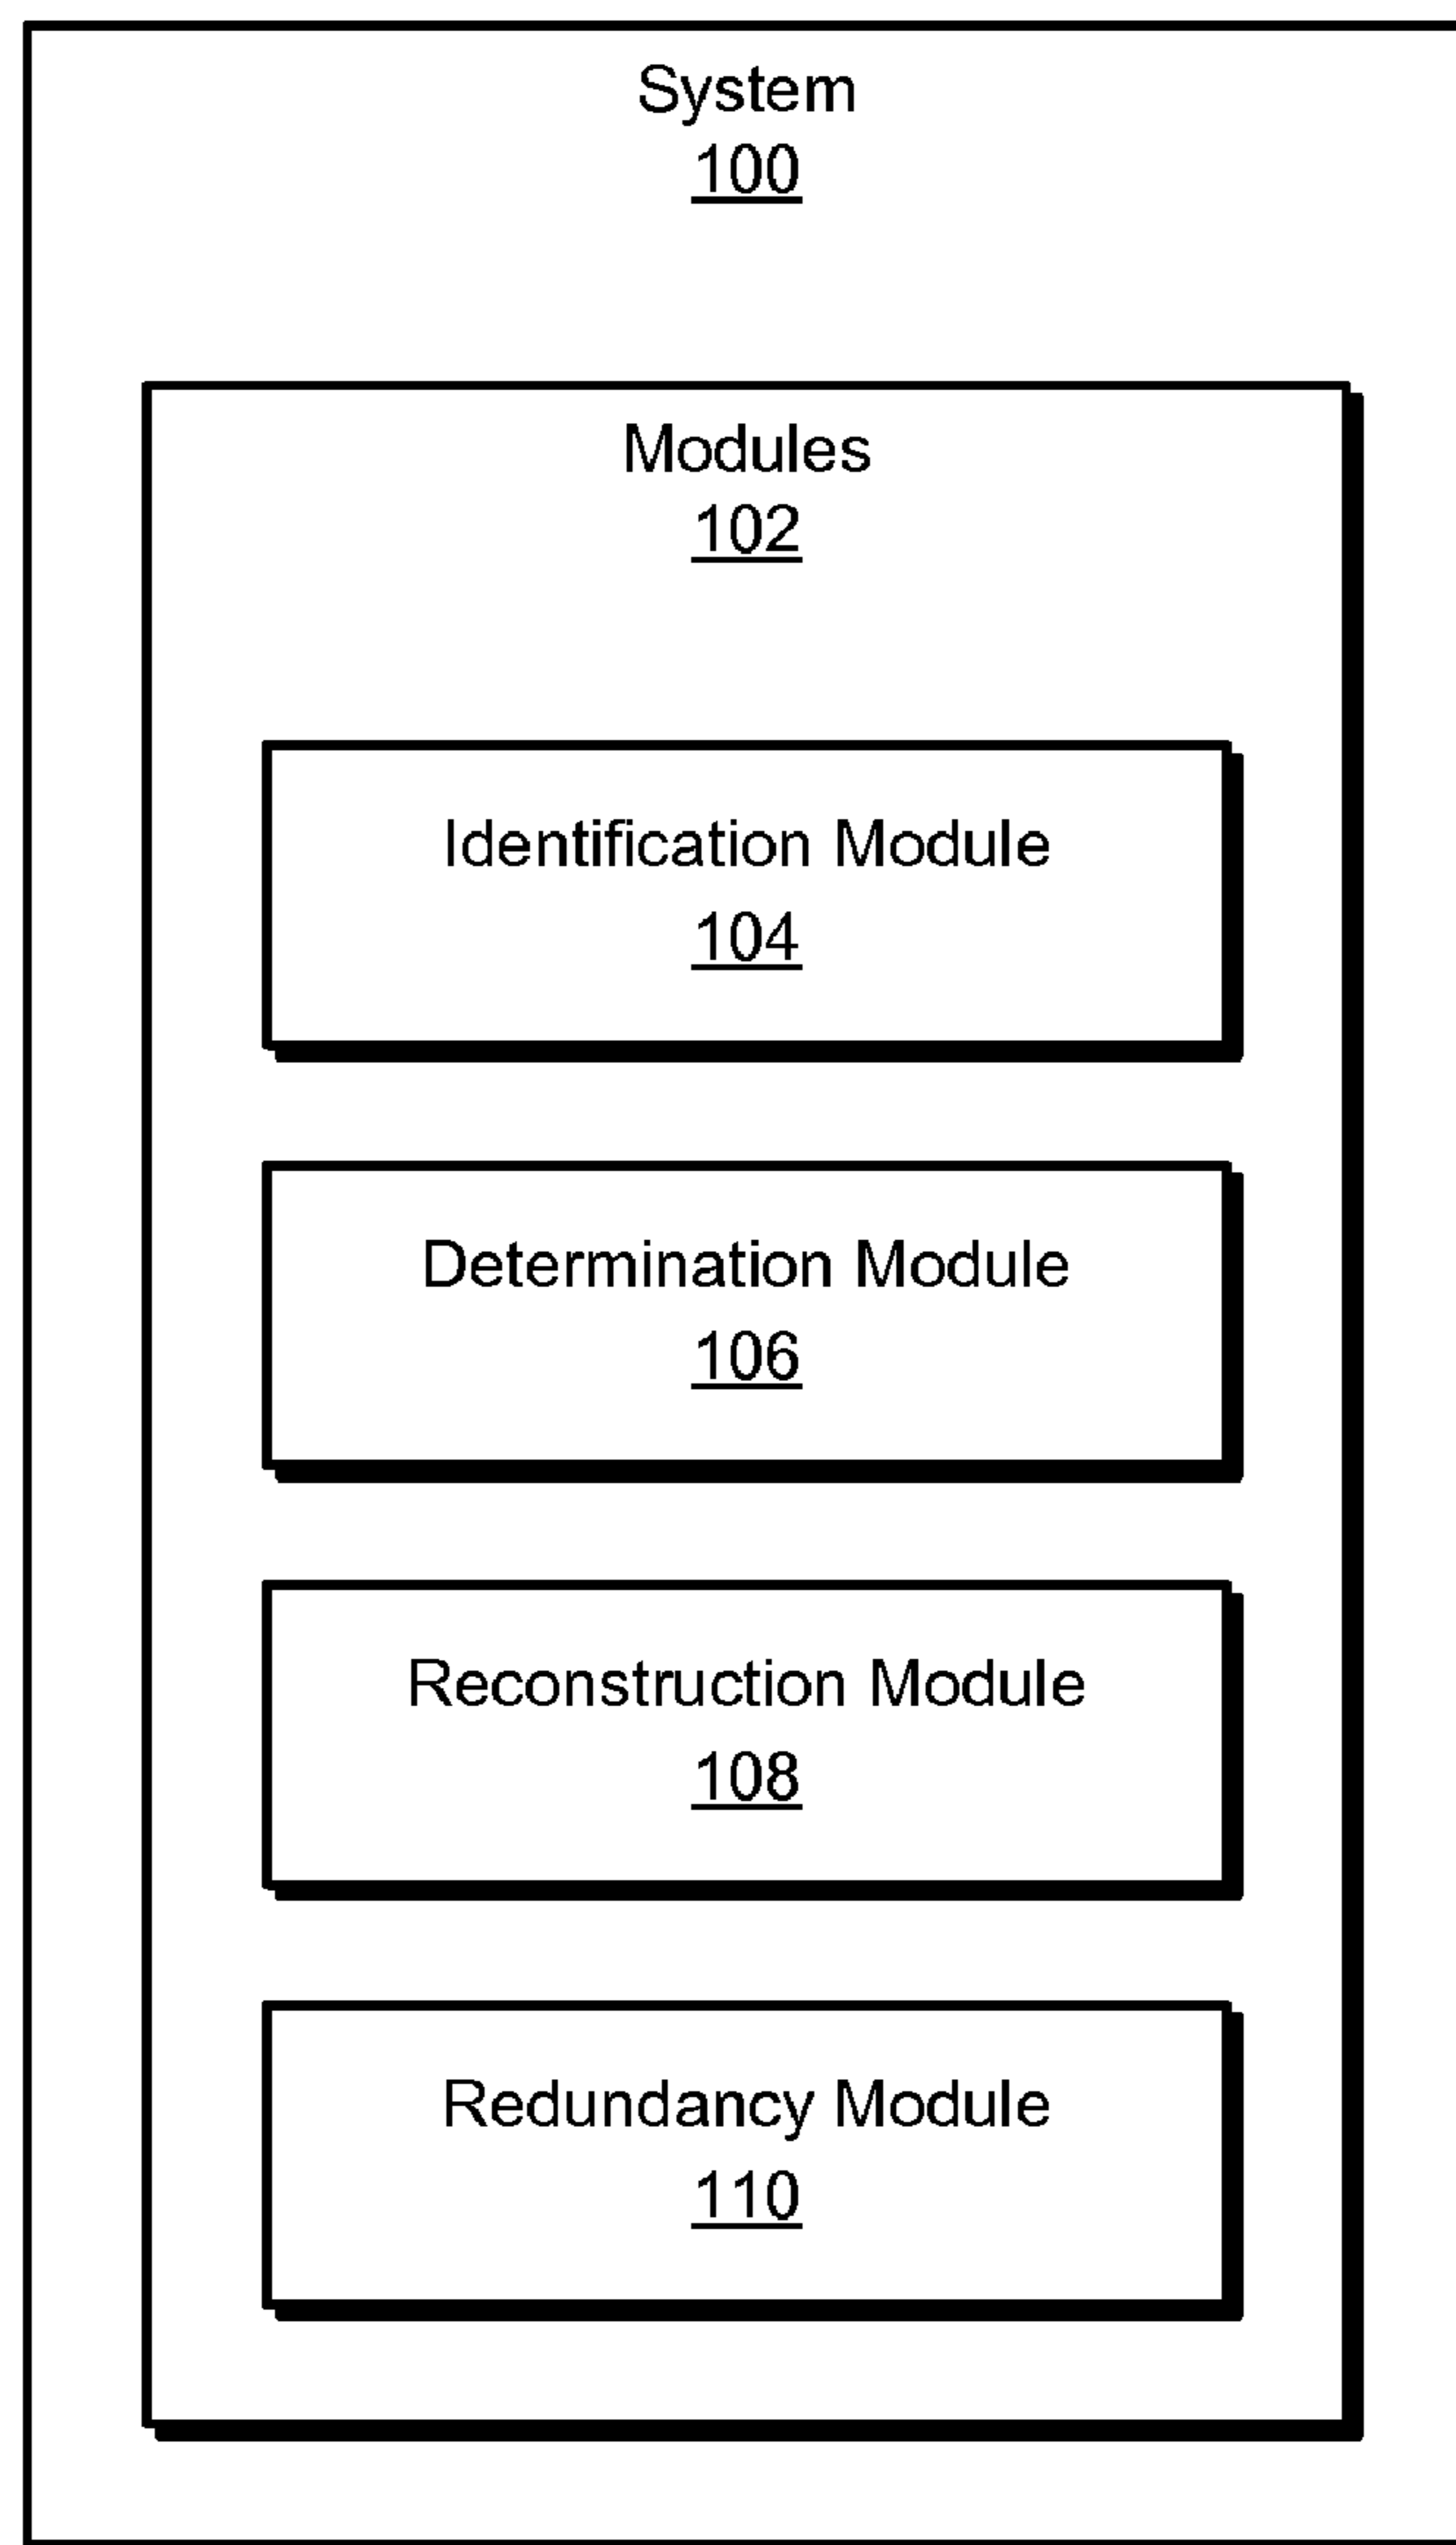 System
100
Modules
102
Identification Module
104
Determination Module
106
Reconstruction Module
108
Redundancy Module
110